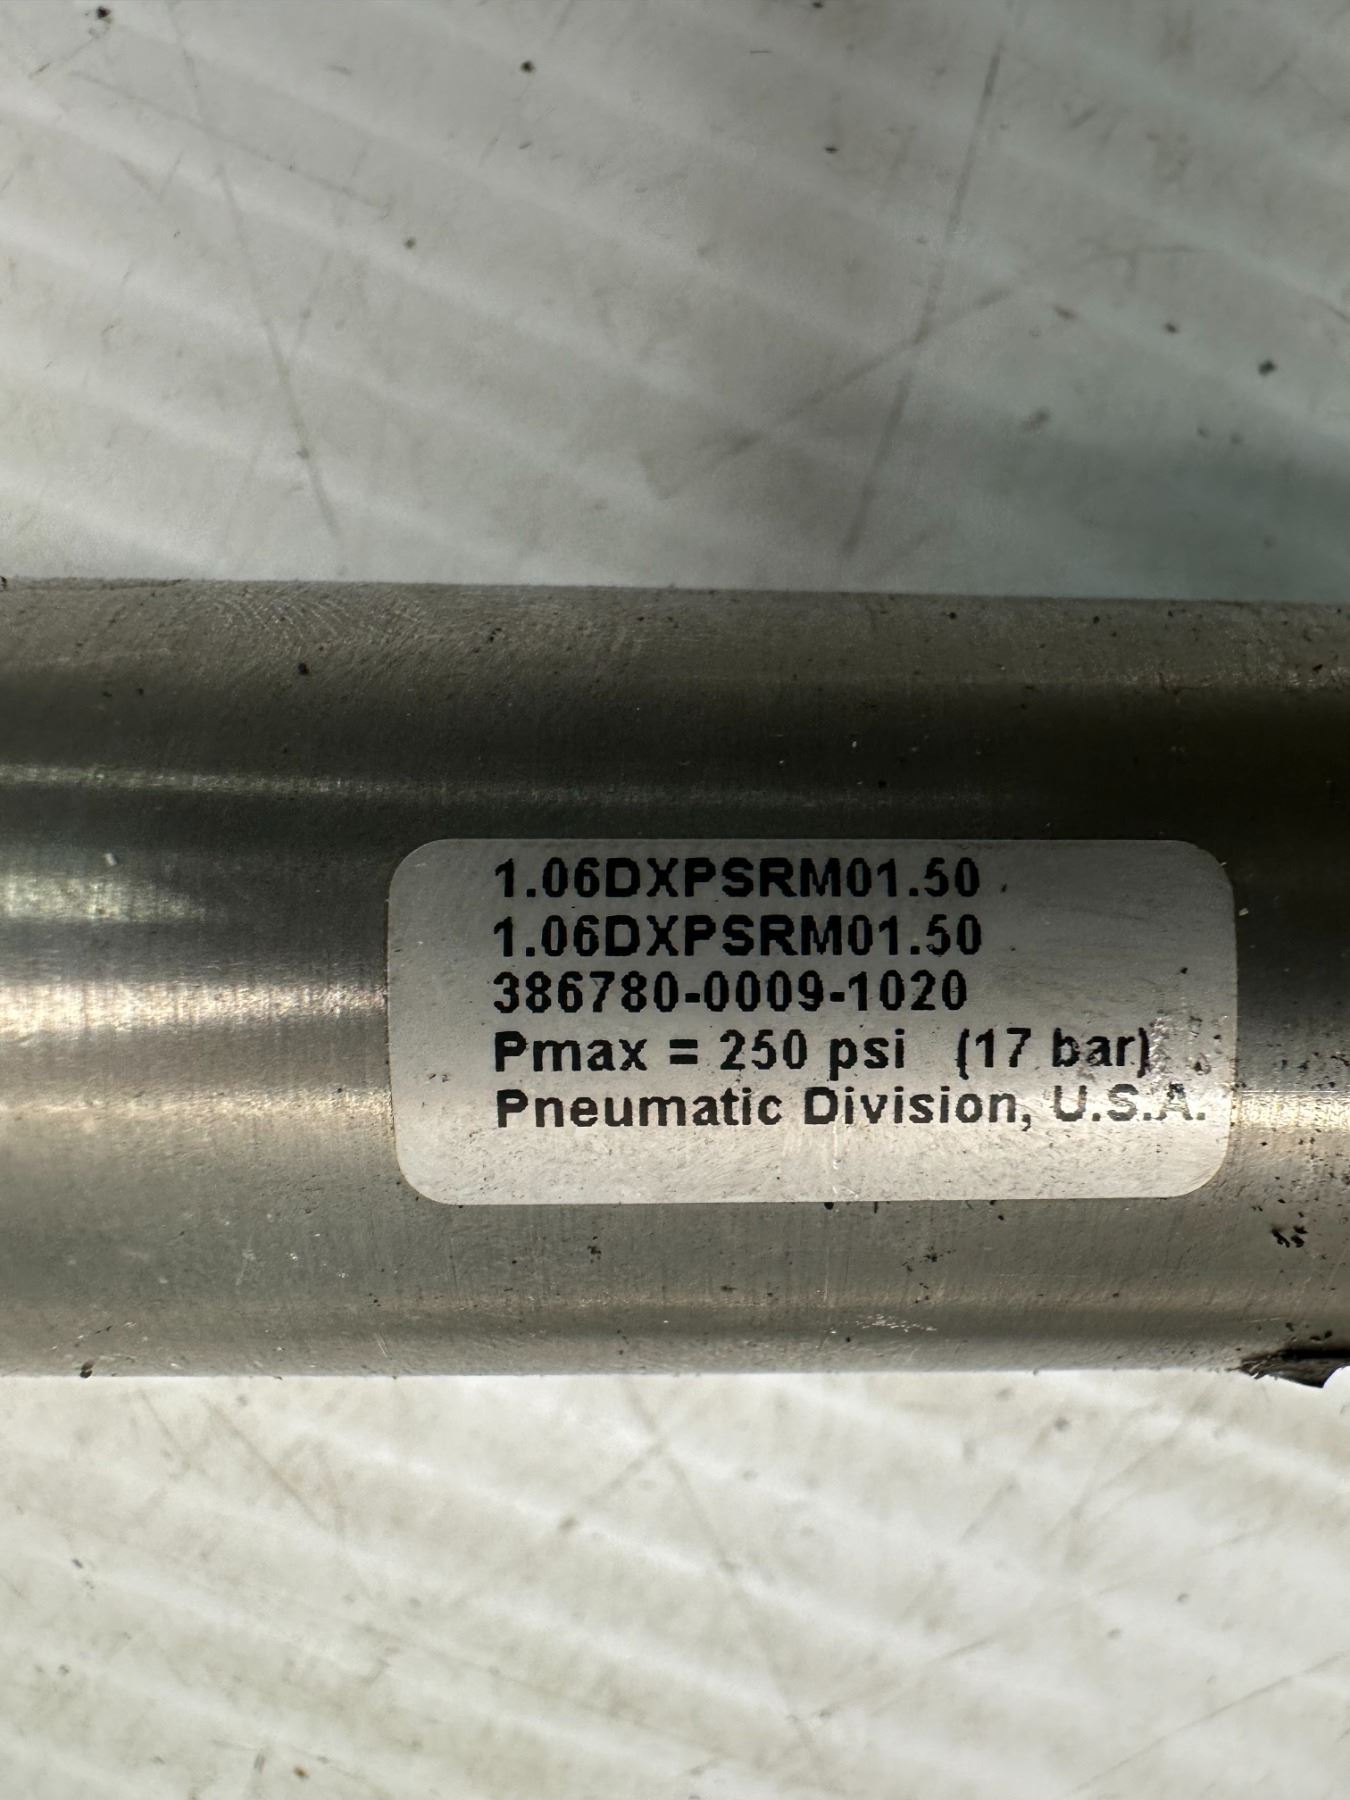 1.06DXPSRM01.50
1.06DXPSRM01.50
386780-0009-1020
Pmax = 250 psi (17 bar)
Pneumatic Division, U.S.A.